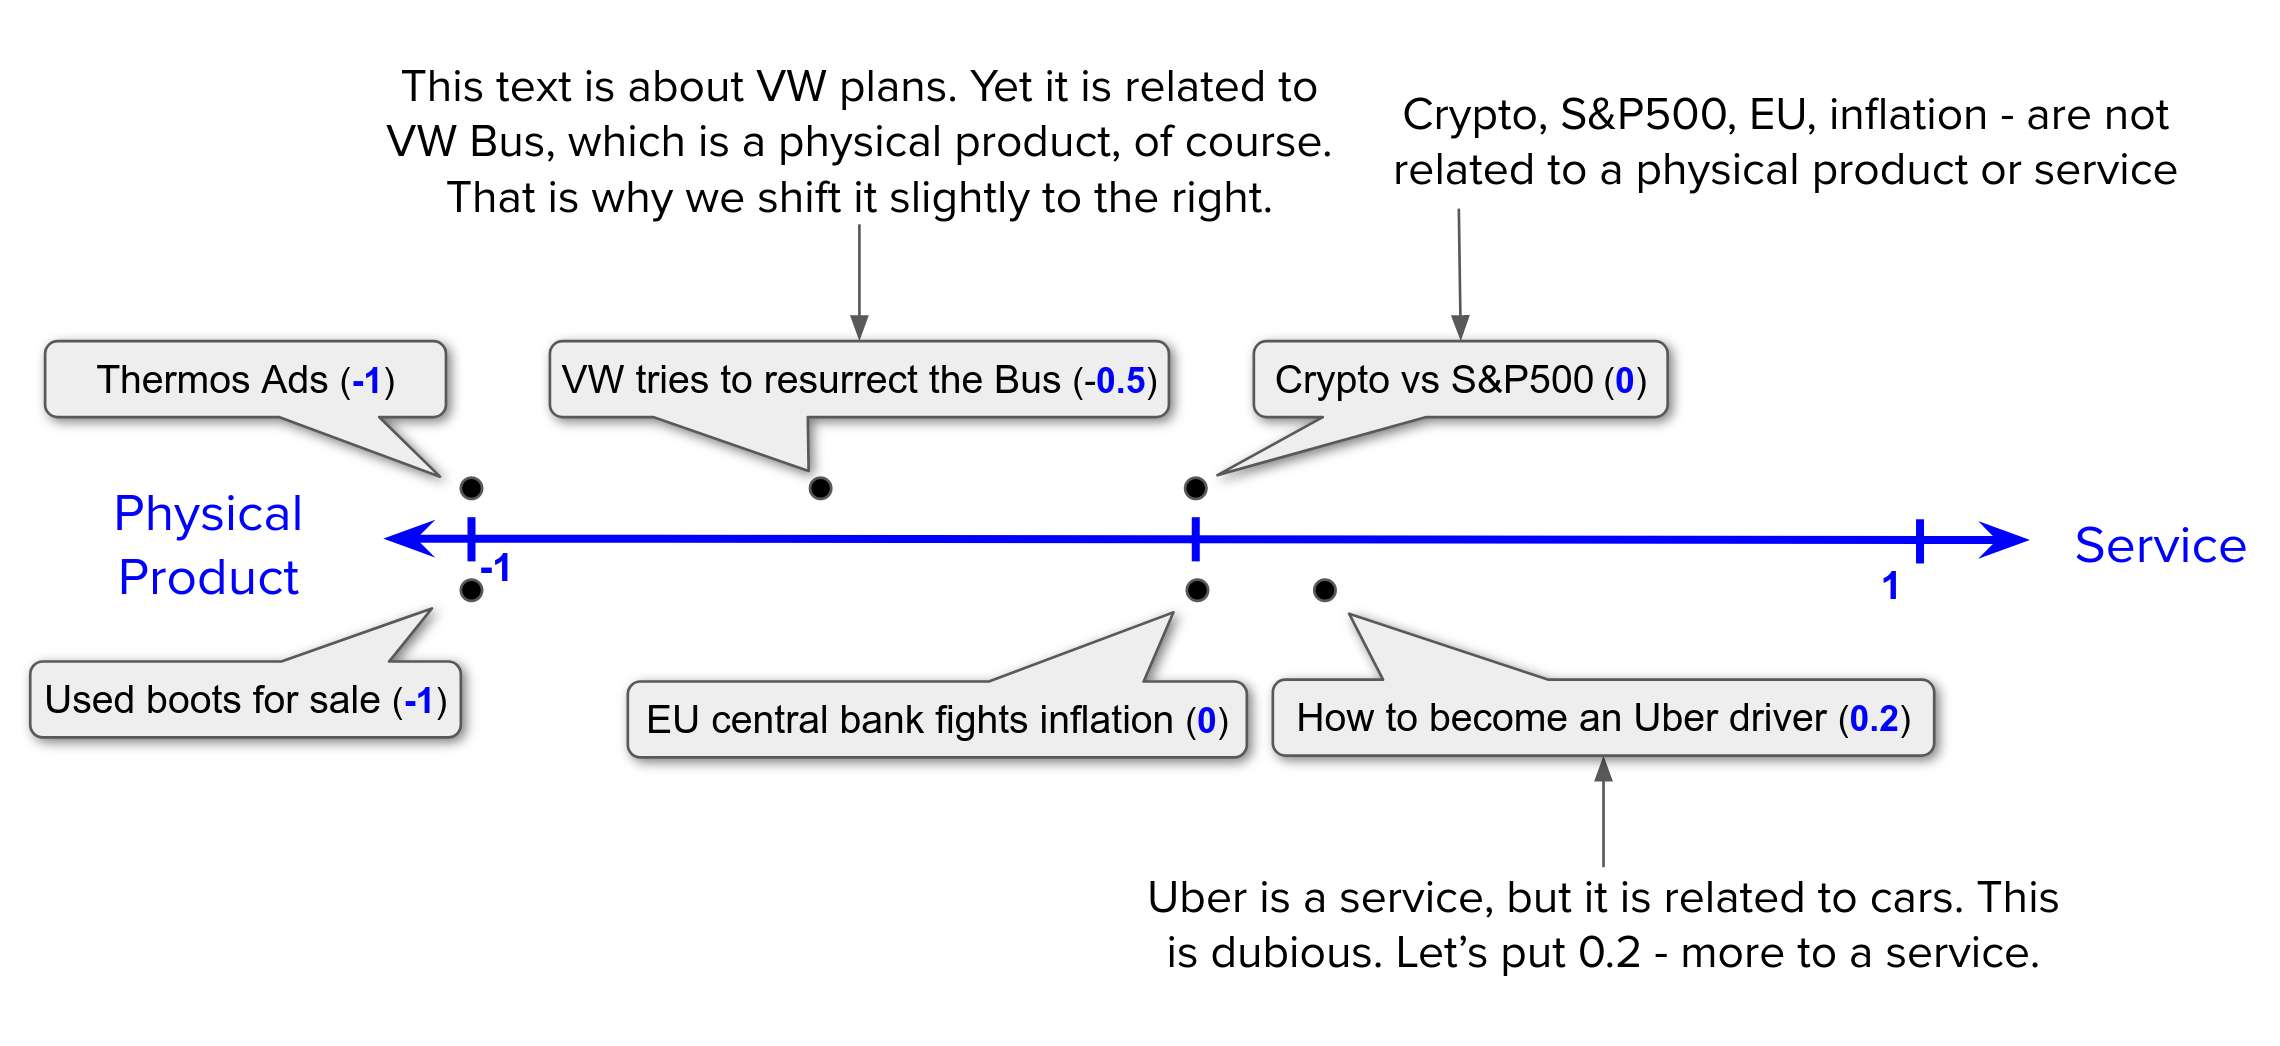 This text is about VW plans. Yet it is related to
VW Bus, which is a physical product, of course.
That is why we shift it slightly to the right.
Crypto, S&P500, EU, inflation - are not
related to a physical product or service
Thermos Ads (-1)
VW tries to resurrect the Bus (-0.5)
Crypto vs S&P500 (0)
Physical
Product
-1
1
Service
Used boots for sale (-1)
EU central bank fights inflation (0)
How to become an Uber driver (0.2)
Uber is a service, but it is related to cars. This
is dubious. Let’s put 0.2 - more to a service.